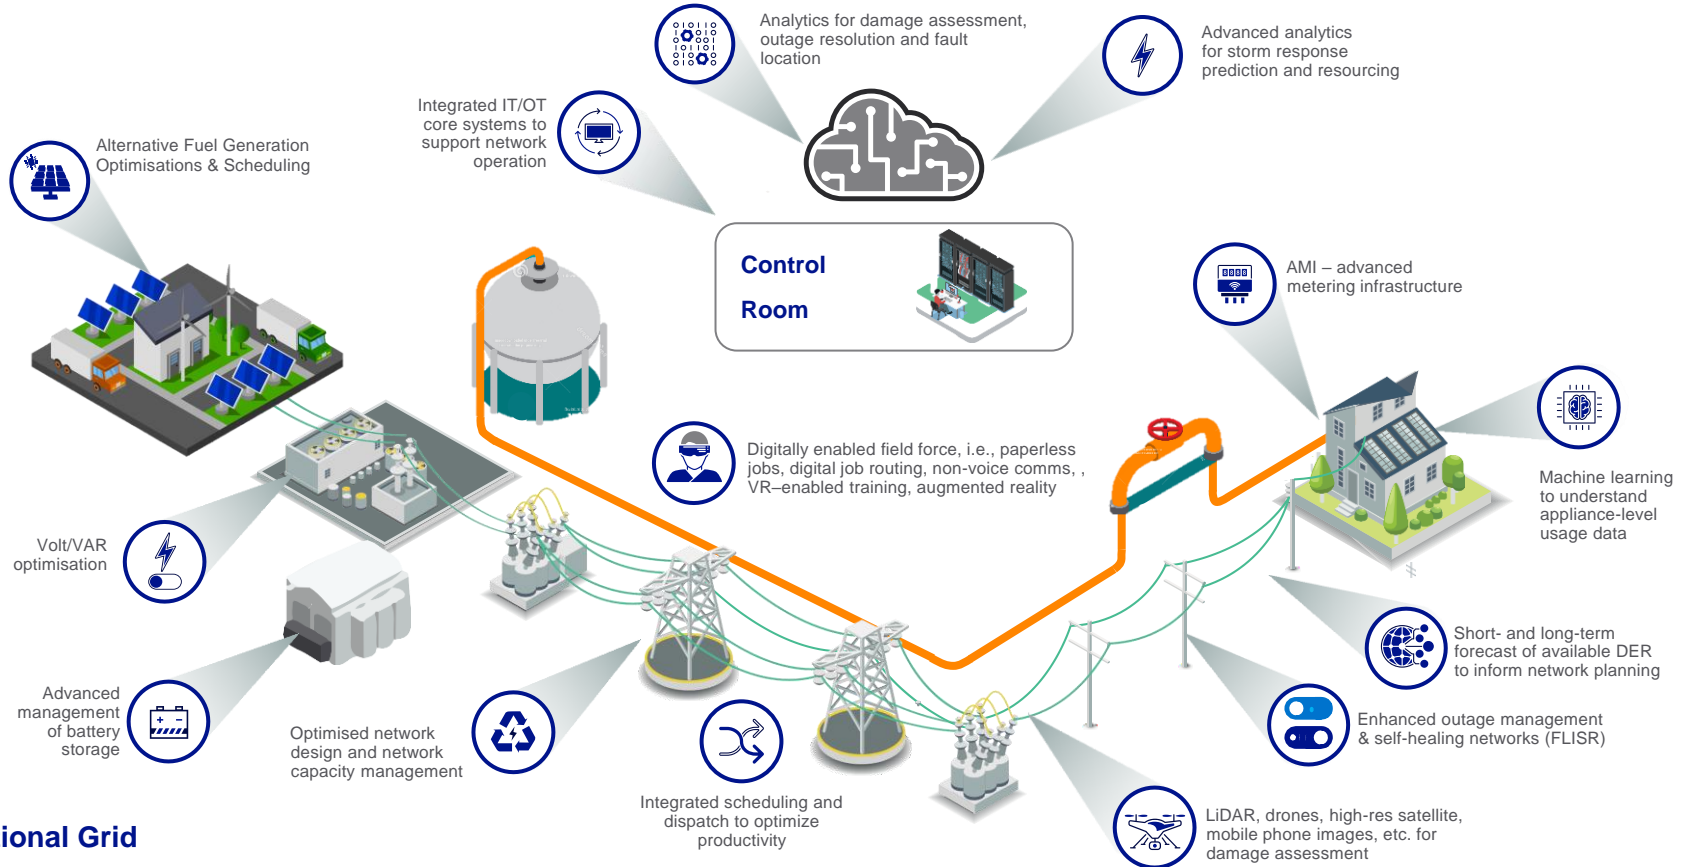 Analytics for damage assessment,
outage resolution and fault
location
Advanced analytics
for storm response
prediction and resourcing
Integrated IT/OT
core systems to
support network
operation
Alternative Fuel Generation
Optimisations & Scheduling
Control
Room
AMI – advanced
metering infrastructure
Digitally enabled field force, i.e., paperless
jobs, digital job routing, non-voice comms, ,
VR–enabled training, augmented reality
Machine learning
to understand
appliance-level
usage data
Volt/VAR
optimisation
Short- and long-term
forecast of available DER
to inform network planning
Advanced
management
of battery
storage
Optimised network
design and network
capacity management
Enhanced outage management
& self-healing networks (FLISR)
Integrated scheduling and
dispatch to optimize
productivity
LiDAR, drones, high-res satellite,
mobile phone images, etc. for
damage assessment
tional Grid